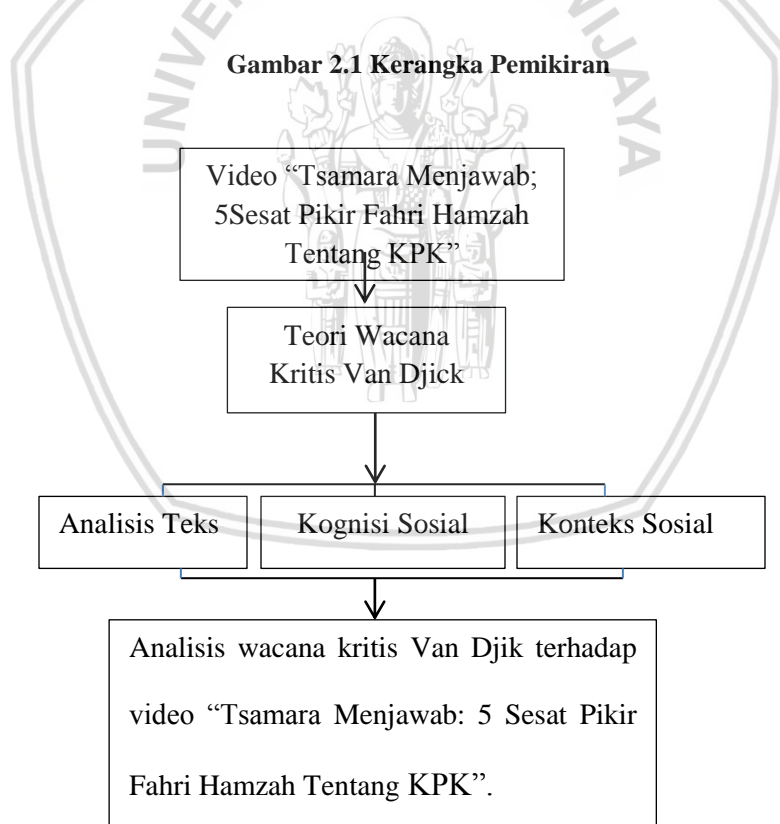 UNIVER WIJAYA
Gambar 2.1 Kerangka Pemikiran
Video “Tsamara Menjawab;
5Sesat Pikir Fahri Hamzah
Tentang KPK”
Teori Wacana
Kritis Van Djick
Analisis Teks
Kognisi Sosial
Konteks Sosial
Analisis wacana kritis Van Djik terhadap
video “Tsamara Menjawab: 5 Sesat Pikir
Fahri Hamzah Tentang KPK”.